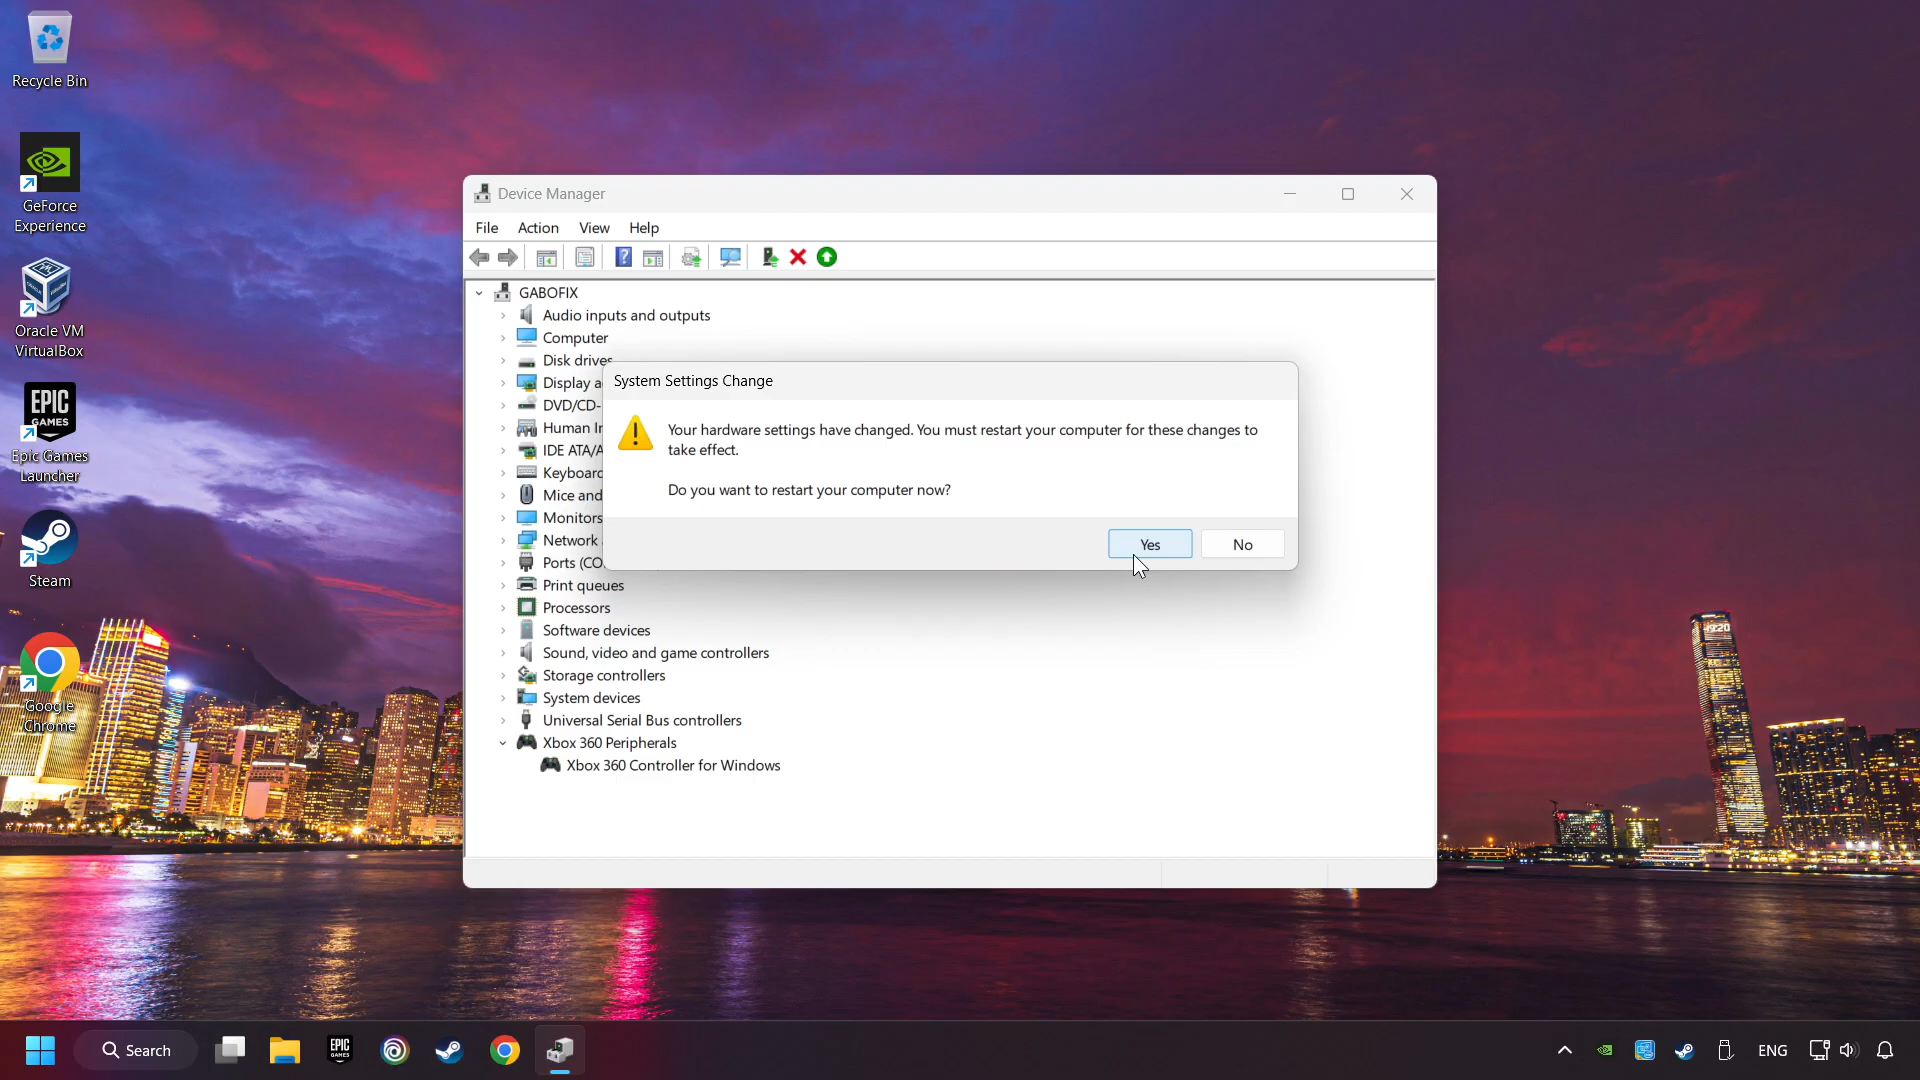 Recycle Bin
GeForce
Experience
Oracle VM
VirtualBox
EPIC
GAMES
Epic Games
Launcher
Steam
Google
Chrome
Device Manager
File Action View Help
GABOFIX
Audio inputs and outputs
Computer
Disk drives
Display a
DVD/CD-
Human In
IDE ATA/A
Keyboard
Mice and
Monitors
Network
Ports (CO
Print queues
Processors
Software devices
Sound, video and game controllers
Storage controllers
System devices
Universal Serial Bus controllers
Xbox 360 Peripherals
Xbox 360 Controller for Windows
System Settings Change
Your hardware settings have changed. You must restart your computer for these changes to
take effect.
Do you want to restart your computer now?
Yes No
Search
EPIC
GAMES
ENG